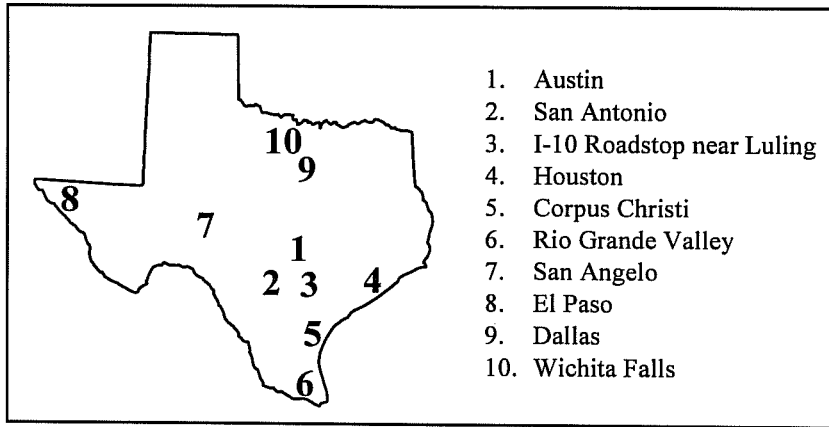 10
9
8
7
1
2 3 4
5
6
1. Austin
2. San Antonio
3. I-10 Roadstop near Luling
4. Houston
5. Corpus Christi
6. Rio Grande Valley
7. San Angelo
8. El Paso
9. Dallas
10. Wichita Falls